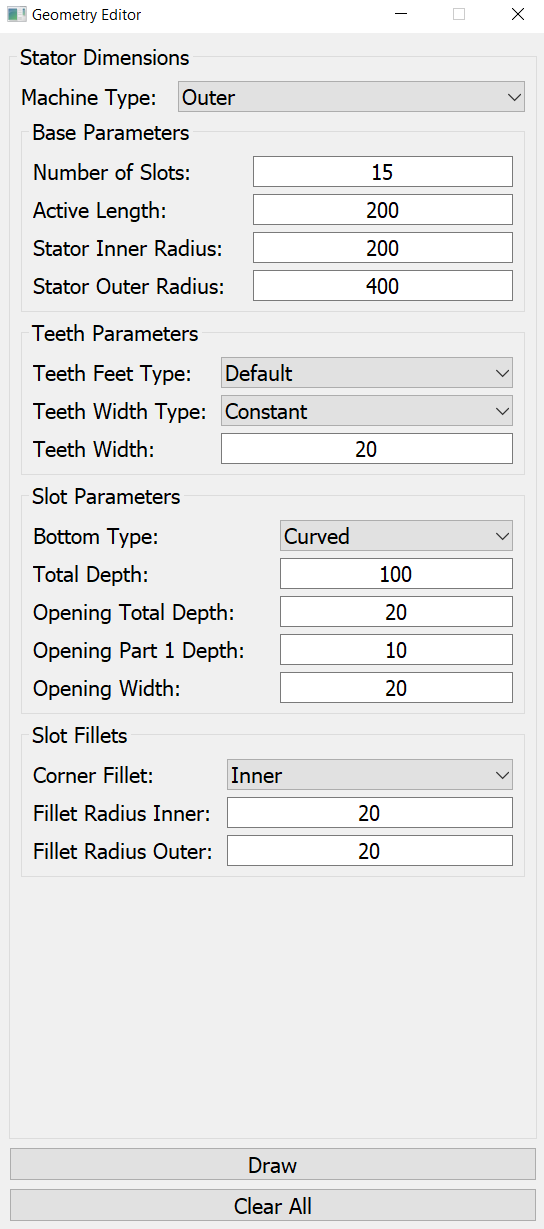 Geometry Editor
Stator Dimensions
Machine Type: Outer
Base Parameters
Number of Slots: 15
Active Length: 200
Stator Inner Radius: 200
Stator Outer Radius: 400
Teeth Parameters
Teeth Feet Type: Default
Teeth Width Type: Constant
Teeth Width: 20
Slot Parameters
Bottom Type: Curved
Total Depth: 100
Opening Total Depth: 20
Opening Part 1 Depth: 10
Opening Width: 20
Slot Fillets
Corner Fillet: Inner
Fillet Radius Inner: 20
Fillet Radius Outer: 20
Draw
Clear All